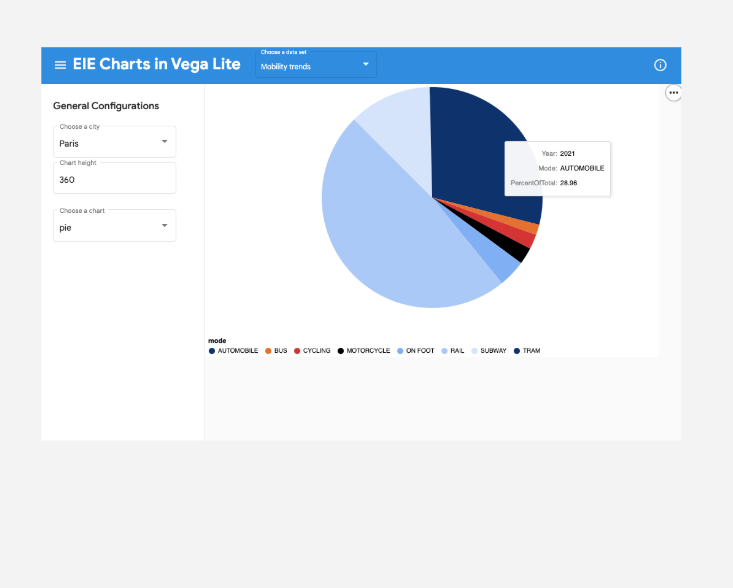 Choose a data set
EIE Charts in Vega Lite
Mobility trends
General Configurations
Choose a city
Paris
Chart height
360
Choose a chart
pie
Year: 2021
Mode: AUTOMOBILE
PercentOfTotal: 28.96
mode
AUTOMOBILE BUS CYCLING MOTORCYCLE ON FOOT RAIL SUBWAY TRAM